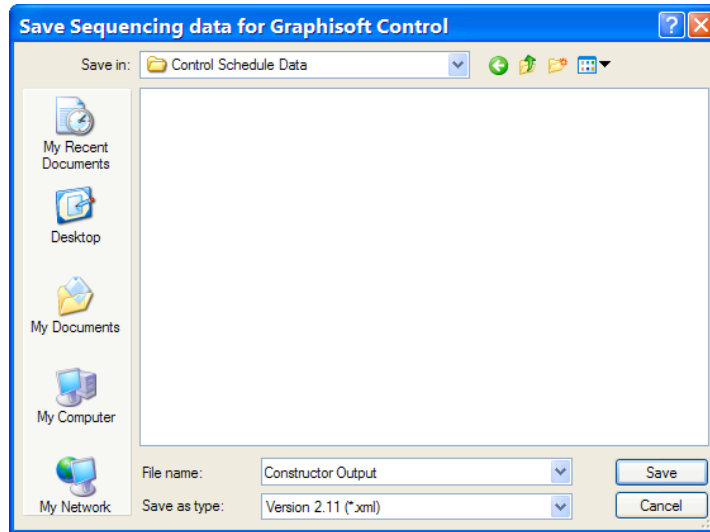 Save Sequencing data for Graphisoft Control
Save in: Control Schedule Data
My Recent
Documents
Desktop
My Documents
My Computer
My Network
File name: Constructor Output Save
Save as type: Version 2.11 (*.xml) Cancel